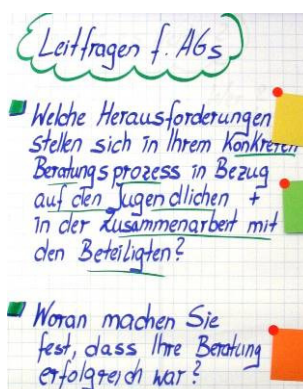 Leitfragen f. AGs
Welche Herausforderungen
stellen sich in Ihrem konkreten
Beratungsprozess in Bezug
auf den Jugendlichen +
in der Zusammenarbeit mit
den Beteiligten?
Woran machen Sie
fest, dass Ihre Beratung
erfolgreich war?